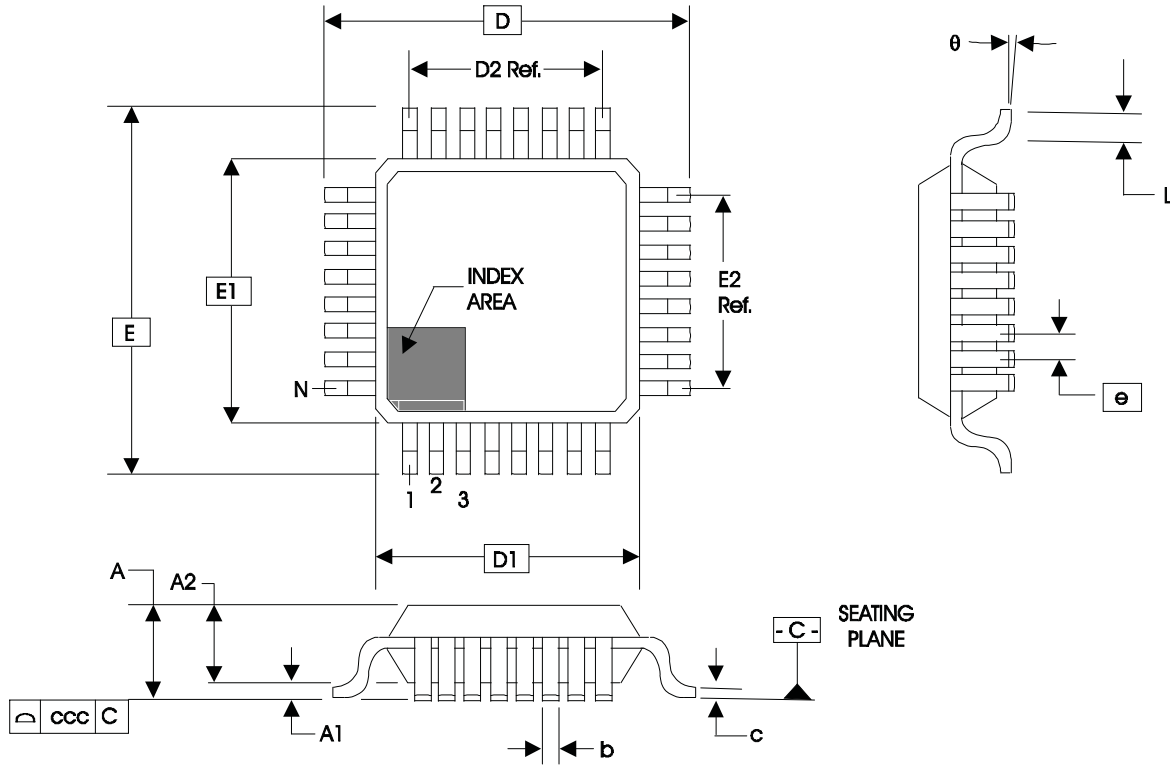 D
D2 Ref.
θ
L
E1
E
INDEX
AREA
E2
Ref.
N
e
1
2
3
D1
A
A2
SEATING
PLANE
- C -
ccc C
A1
b
c